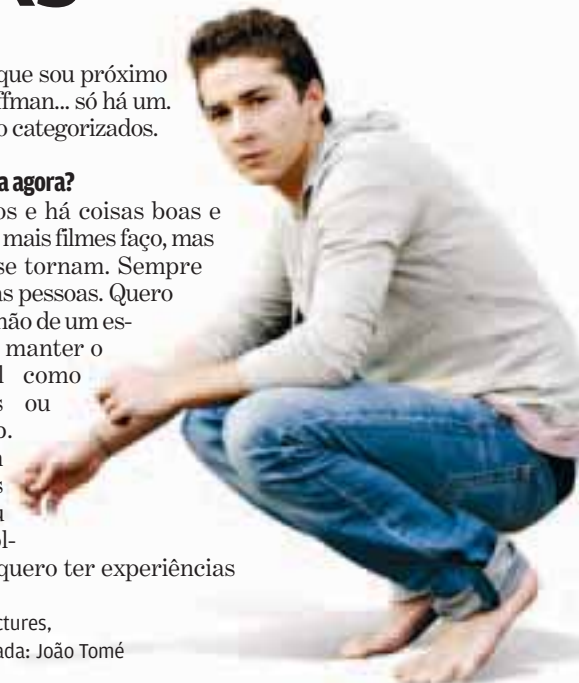 que sou próximo
ffman... só há um.
o categorizados.
a agora?
os e há coisas boas e
mais filmes faço, mas
se tornam. Sempre
as pessoas. Quero
não de um es-
manter o
como
ou
o.
ol-
quero ter experiências
ctures,
ada: João Tomé